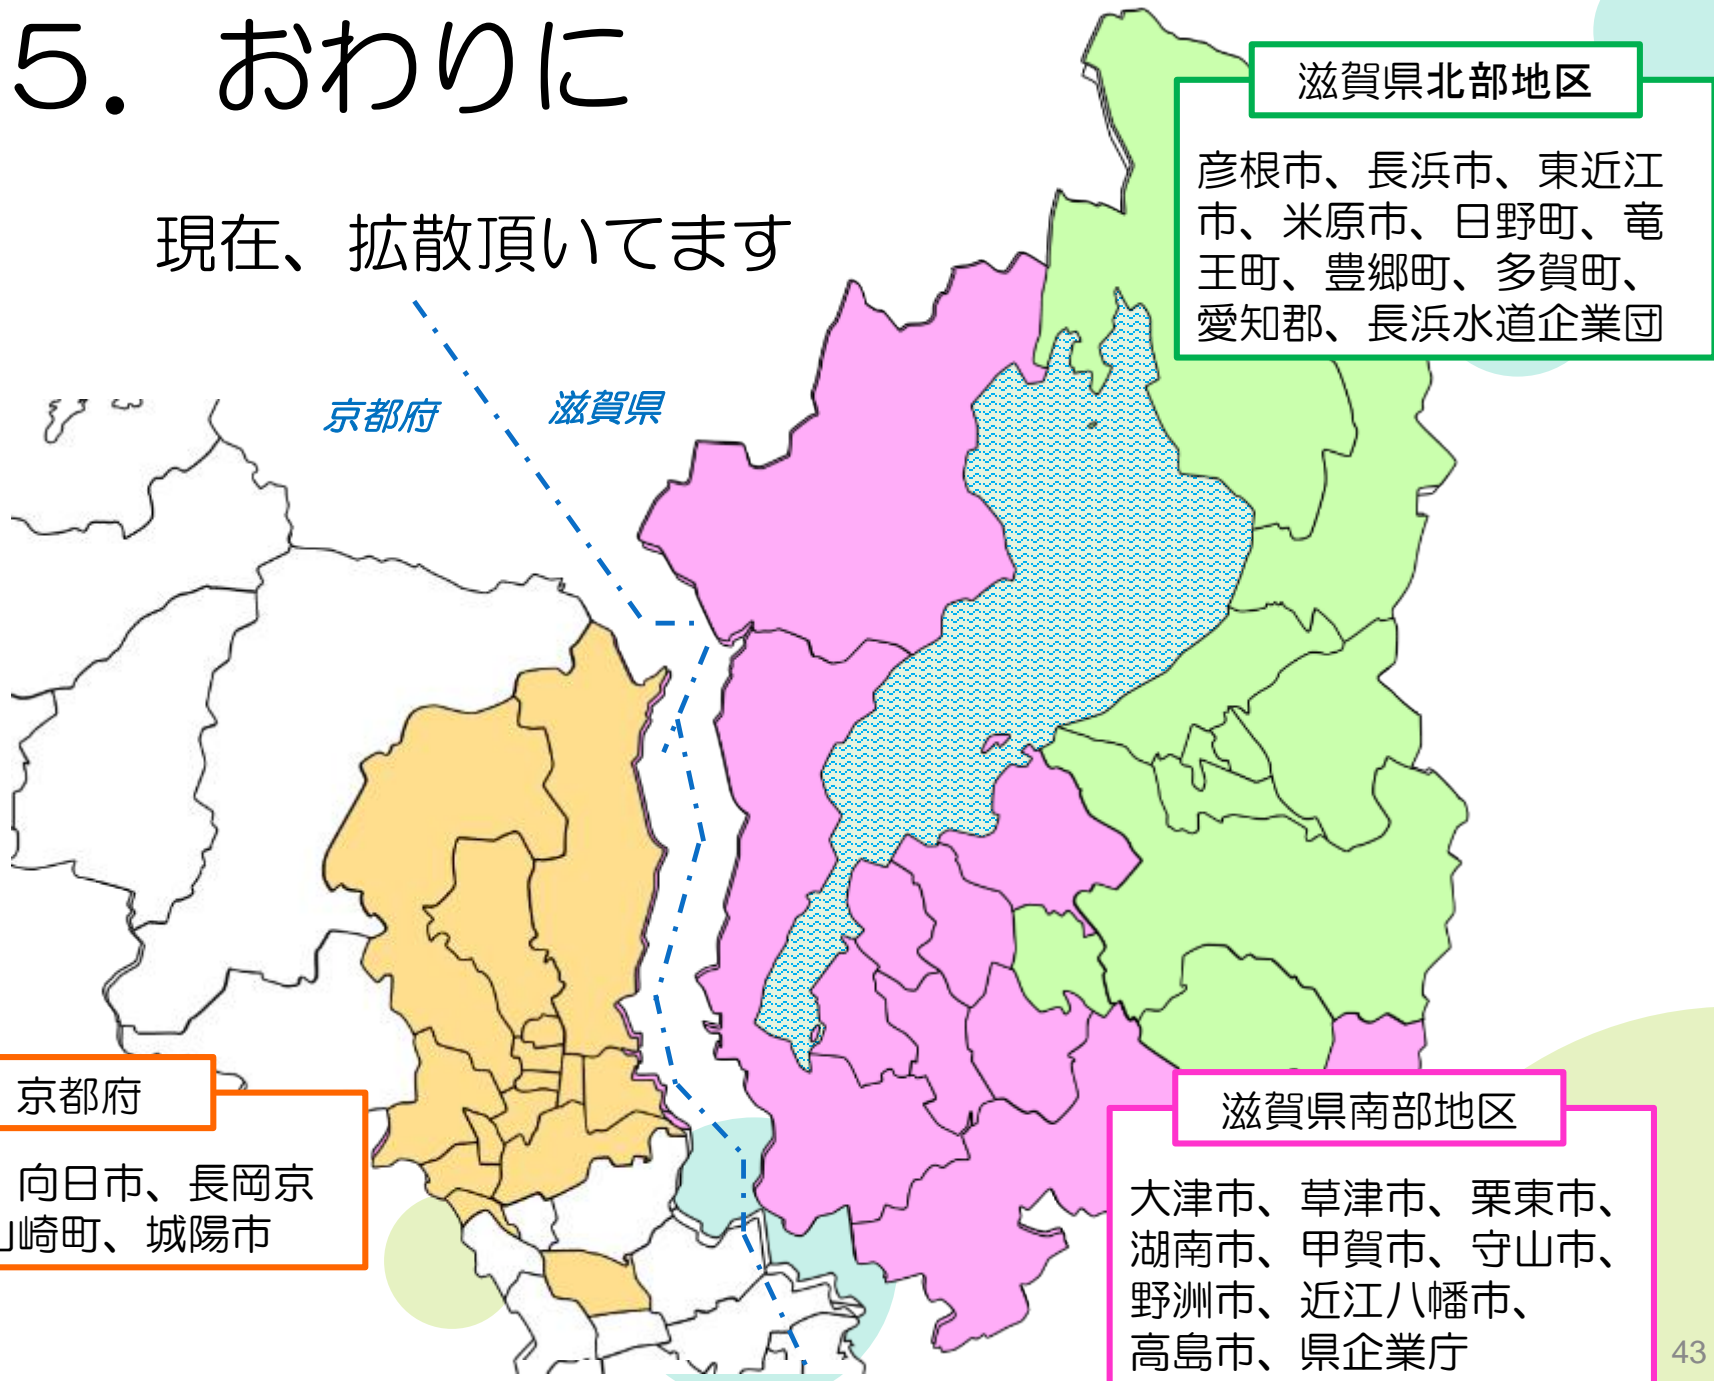 ５．おわりに
現在、拡散頂いてます
滋賀県北部地区
彦根市、長浜市、東近江
市、米原市、日野町、竜
王町、豊郷町、多賀町、
愛知郡、長浜水道企業団
京都府
滋賀県
京都府
向日市、長岡京
山崎町、城陽市
滋賀県南部地区
大津市、草津市、栗東市、
湖南市、甲賀市、守山市、
野洲市、近江八幡市、
高島市、県企業庁
43